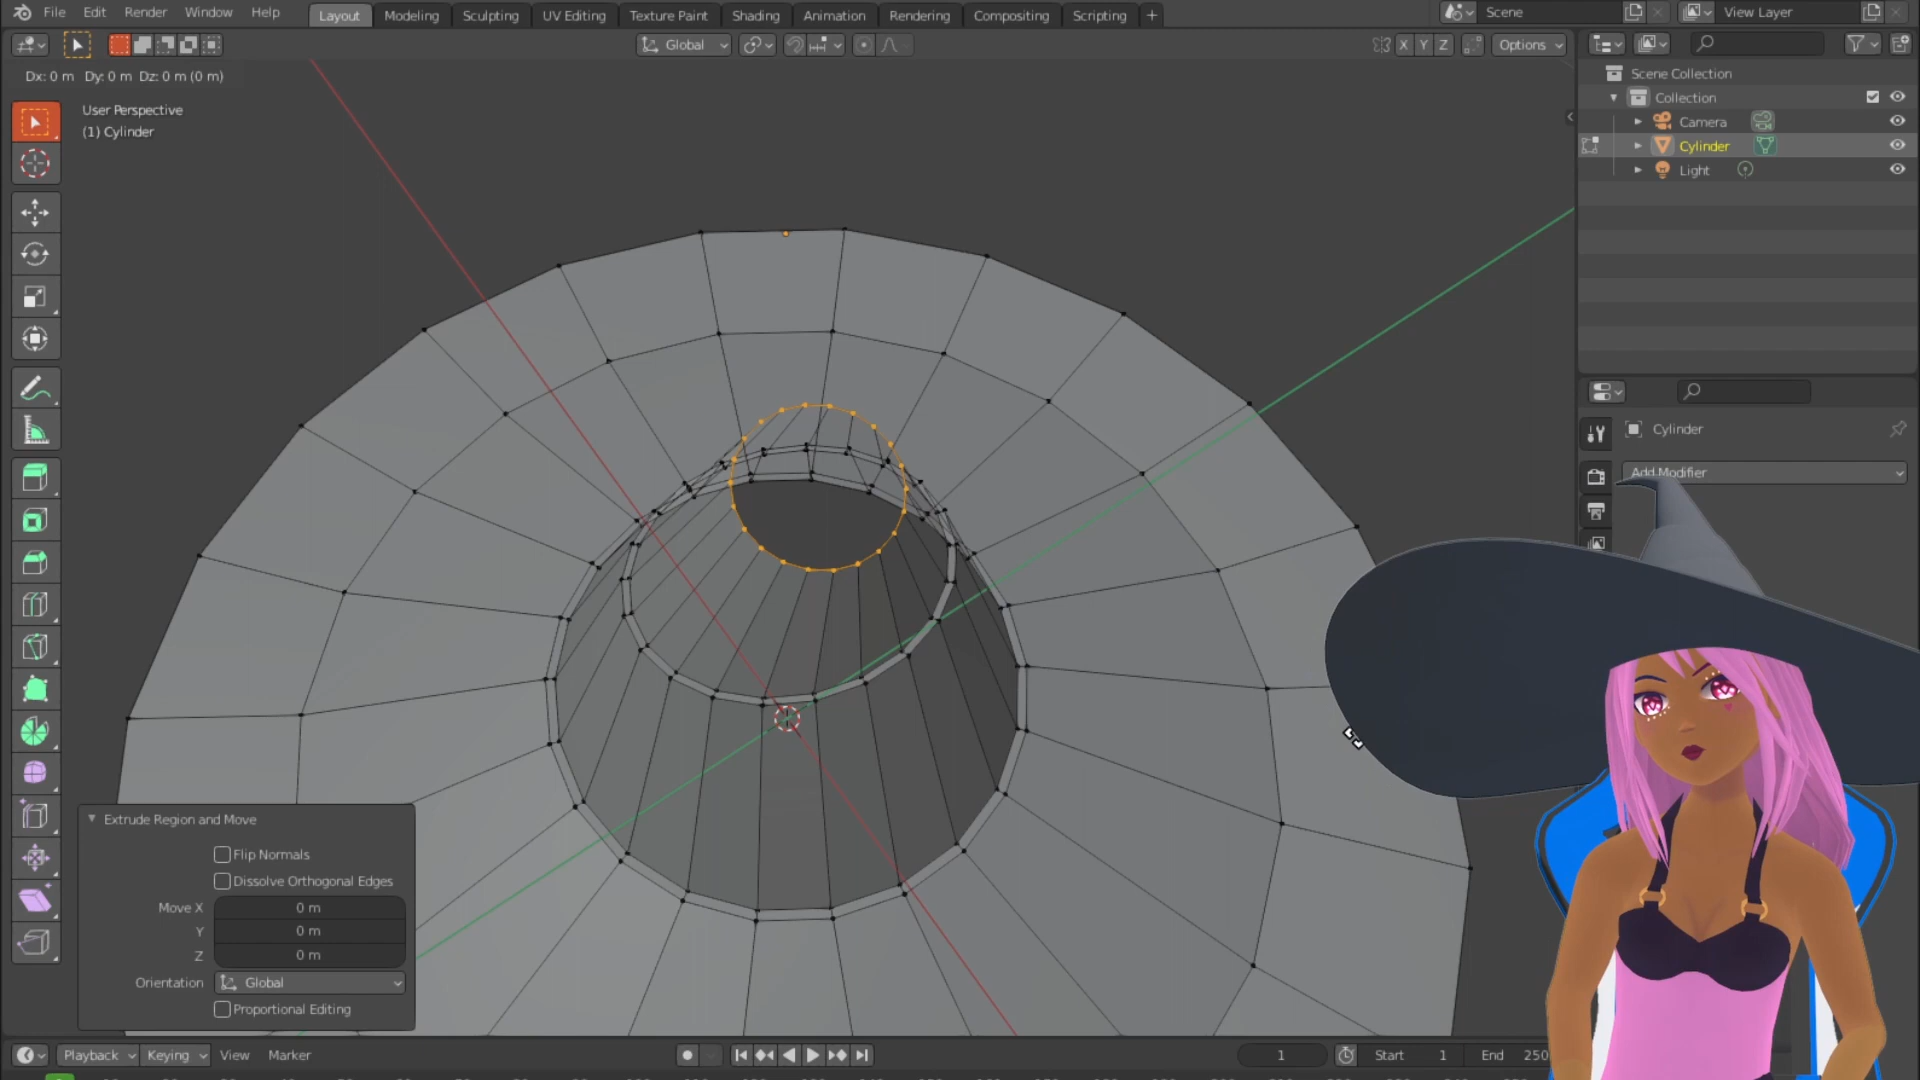 File Edit Render Window Help Layout Modeling Sculpting UV Editing Texture Paint Shading Animation Rendering Compositing Scripting + Scene View Layer
Global X Y Z Options
Dx: 0 m Dy: 0 m Dz: 0 m (0 m)
User Perspective
(1) Cylinder
Scene Collection
Collection
Camera
Cylinder
Light
Cylinder
Add Modifier
Extrude Region and Move
Flip Normals
Dissolve Orthogonal Edges
Move X 0 m
Y 0 m
Z 0 m
Orientation Global
Proportional Editing
Playback Keying View Marker 1 Start 1 End 250